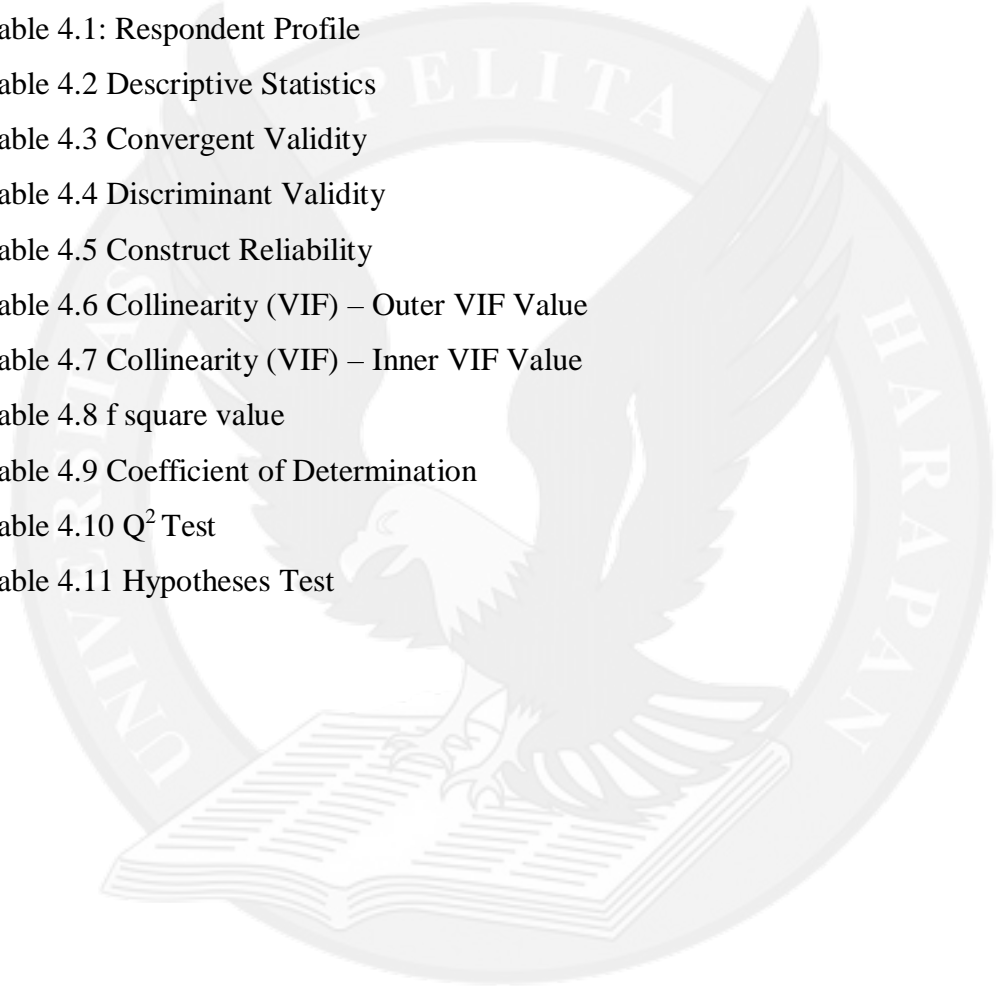 able 4.1: Respondent Profile
able 4.2 Descriptive Statistics
able 4.3 Convergent Validity
able 4.4 Discriminant Validity
able 4.5 Construct Reliability
able 4.6 Collinearity (VIF) – Outer VIF Value
able 4.7 Collinearity (VIF) – Inner VIF Value
able 4.8 f square value
able 4.9 Coefficient of Determination
able 4.10 Q² Test
able 4.11 Hypotheses Test
UNIVERSITAS PELITA HARAPAN